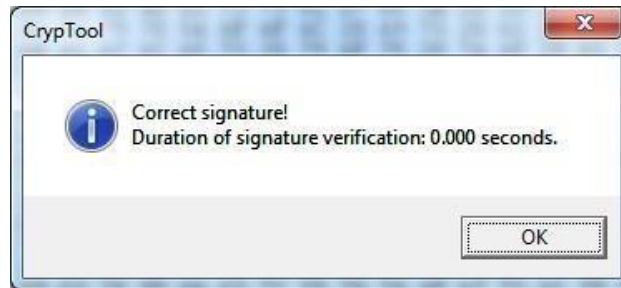 CrypTool
Correct signature!
Duration of signature verification: 0.000 seconds.
OK